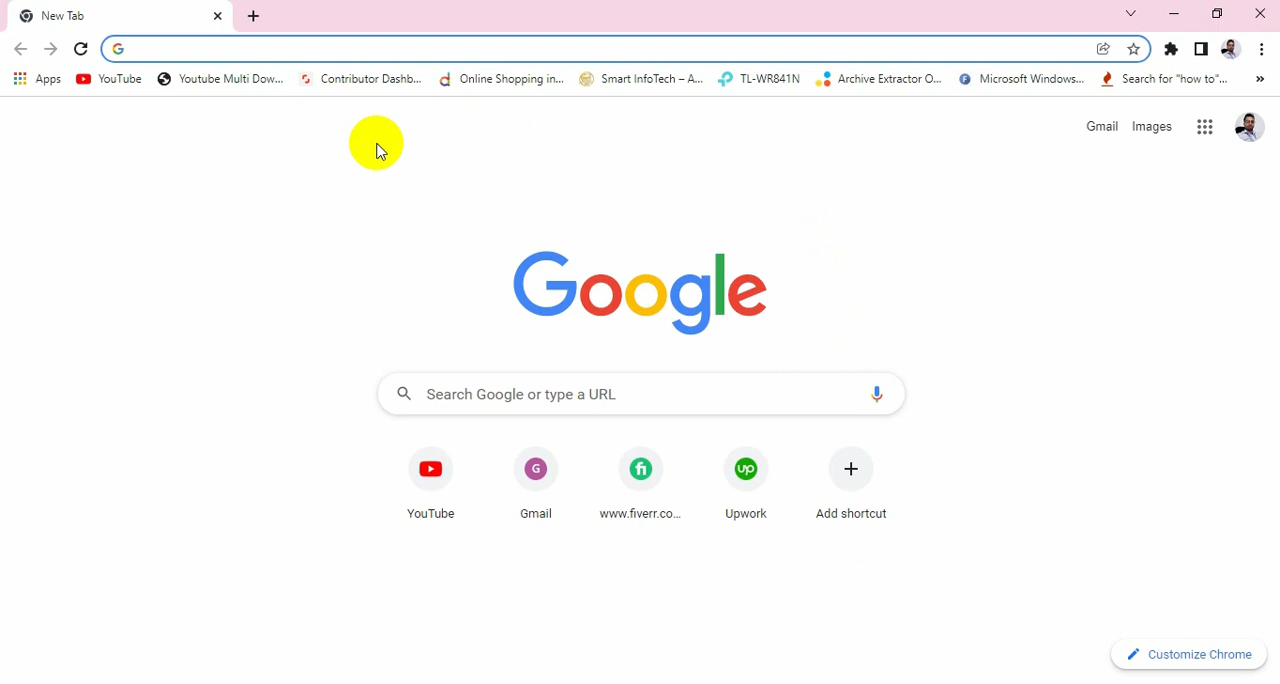 New Tab
Apps YouTube Youtube Multi Dow... Contributor Dashb... Online Shopping in... Smart InfoTech – A... TL-WR841N Archive Extractor O... Microsoft Windows... Search for "how to"... »
Gmail Images
Google
Search Google or type a URL
G
fi
up
YouTube Gmail www.fiverr.co... Upwork Add shortcut
Customize Chrome